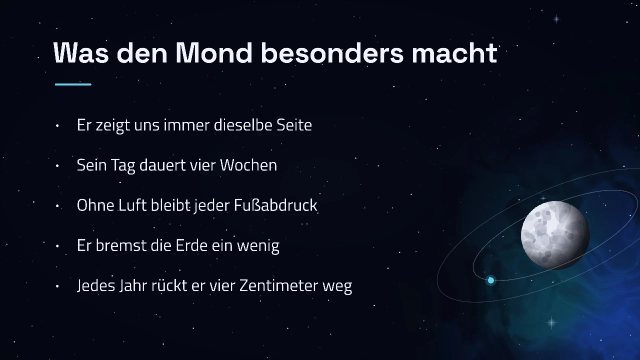 Was den Mond besonders macht
• Er zeigt uns immer dieselbe Seite
• Sein Tag dauert vier Wochen
• Ohne Luft bleibt jeder Fußabdruck
• Er bremst die Erde ein wenig
• Jedes Jahr rückt er vier Zentimeter weg